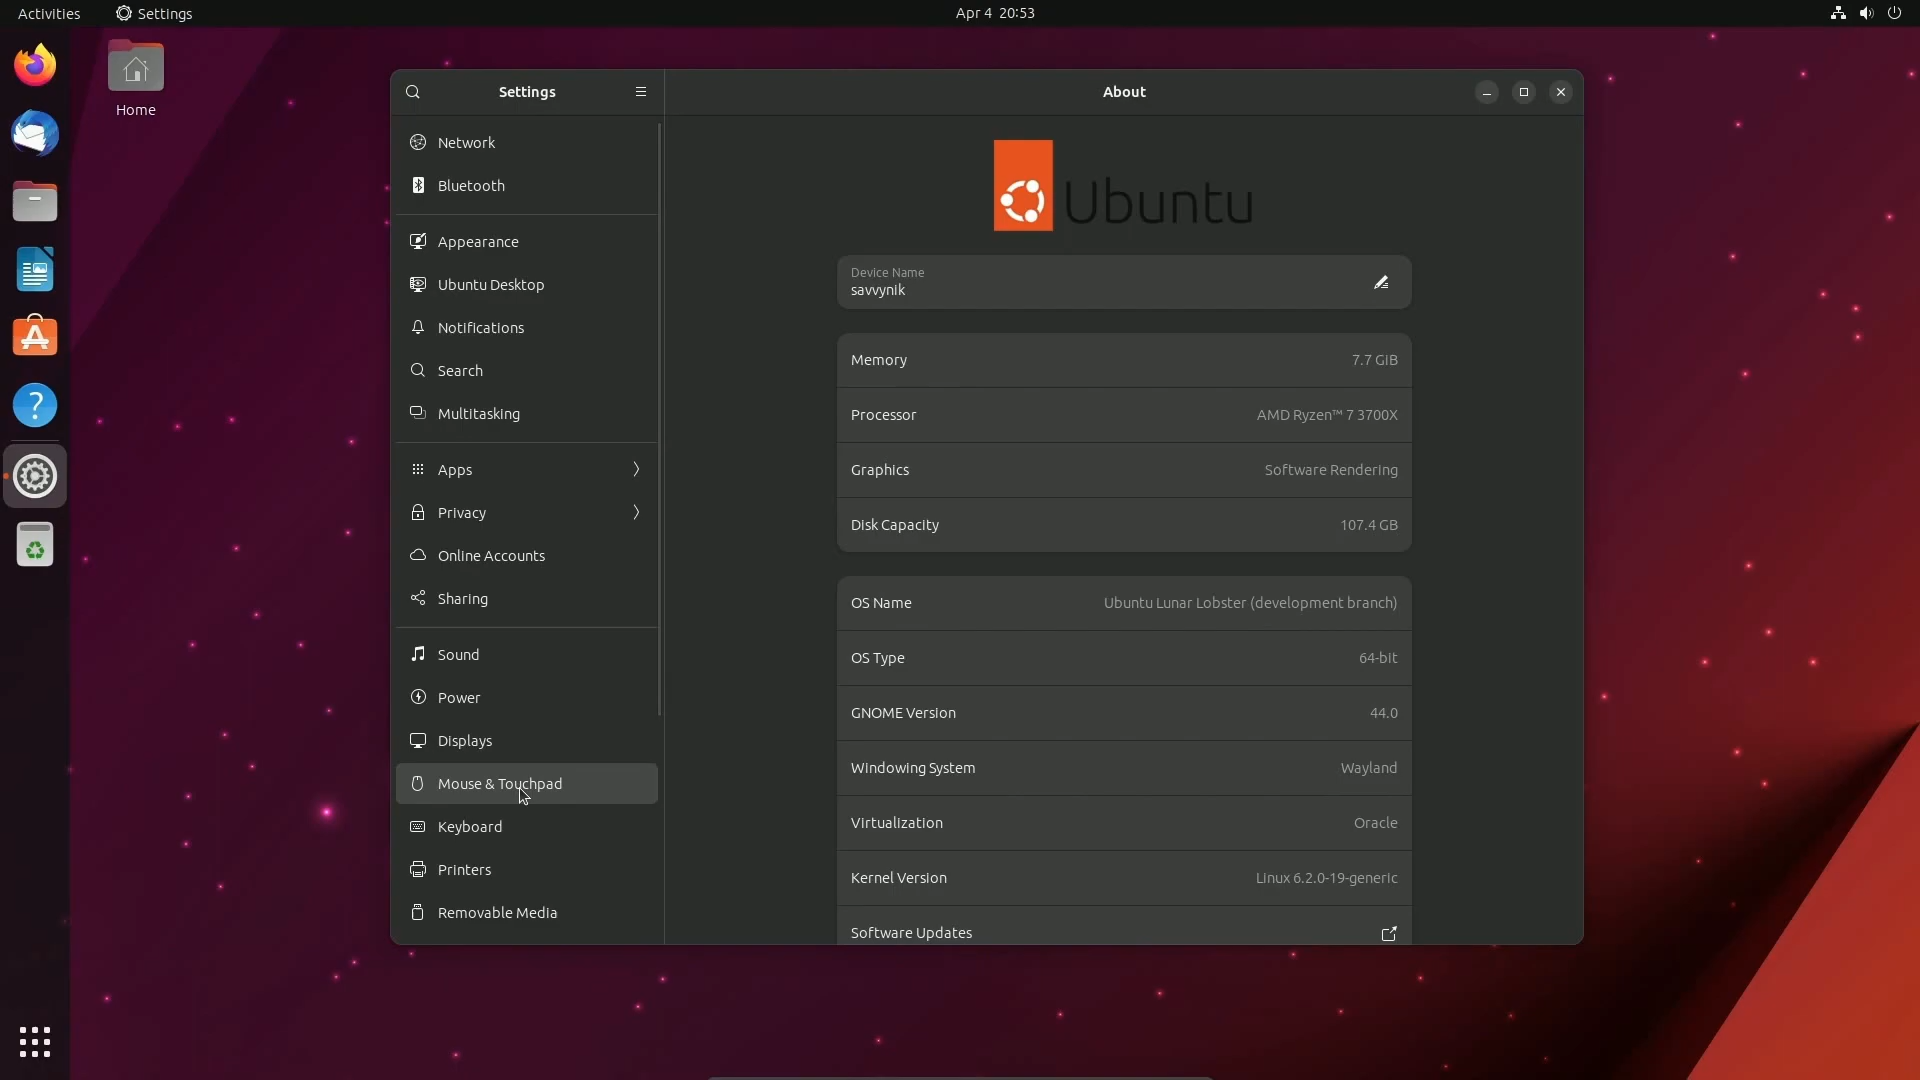 Activities
Settings
Apr 4 20:53
Home
Settings
About
Network
Bluetooth
Appearance
Ubuntu Desktop
Notifications
Search
Multitasking
Apps
Privacy
Online Accounts
Sharing
Sound
Power
Displays
Mouse & Touchpad
Keyboard
Printers
Removable Media
Ubuntu
Device Name
savvynik
Memory 7.7 GiB
Processor AMD Ryzen™ 7 3700X
Graphics Software Rendering
Disk Capacity 107.4 GB
OS Name Ubuntu Lunar Lobster (development branch)
OS Type 64-bit
GNOME Version 44.0
Windowing System Wayland
Virtualization Oracle
Kernel Version Linux 6.2.0-19-generic
Software Updates